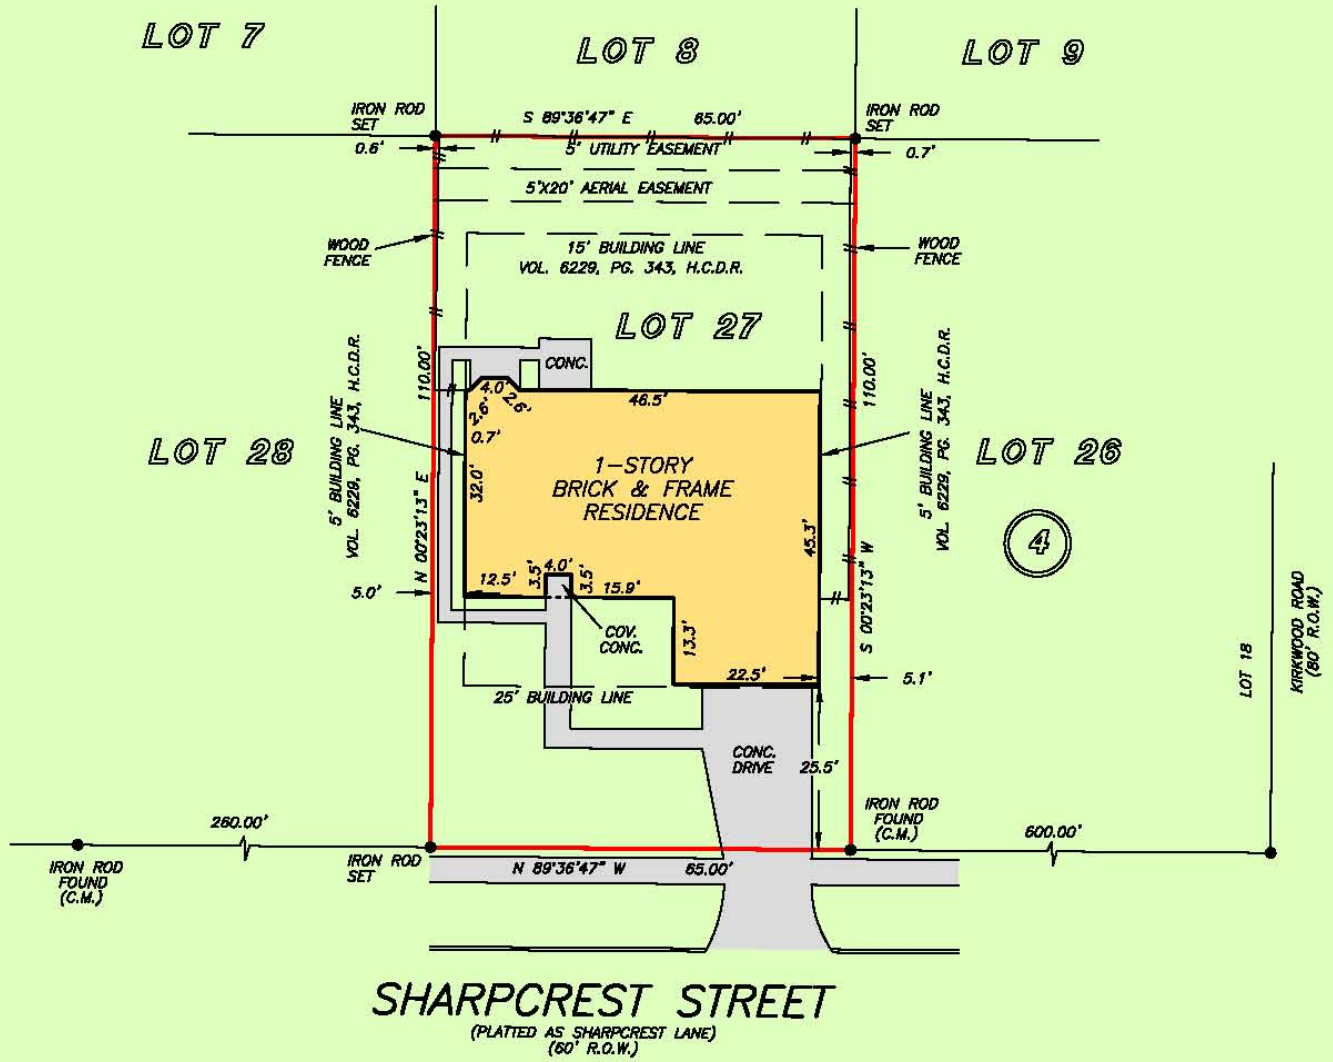 LOT 7
LOT 8
LOT 9
IRON ROD
SET
S 89°36'47" E 65.00'
IRON ROD
SET
0.6'
5' UTILITY EASEMENT
0.7'
5'X20' AERIAL EASEMENT
WOOD
FENCE
15' BUILDING LINE
VOL. 6229, PG. 343, H.C.D.R.
WOOD
FENCE
LOT 27
110.00'
N 00°23'13" E
5' BUILDING LINE
VOL. 6229, PG. 343, H.C.D.R.
CONC.
4.0'
2.6'
2.6'
0.7'
46.5'
110.00'
S 00°23'13" W
5' BUILDING LINE
VOL. 6229, PG. 343, H.C.D.R.
LOT 28
LOT 26
32.0'
1-STORY
BRICK & FRAME
RESIDENCE
45.3'
4
5.0'
12.5'
3.5'
4.0'
3.5'
15.9'
COV.
CONC.
13.3'
22.5'
5.1'
25' BUILDING LINE
LOT 18
KIRKWOOD ROAD
(80' R.O.W.)
CONC.
DRIVE
25.5'
260.00'
IRON ROD
FOUND
(C.M.)
IRON ROD
SET
N 89°36'47" W 65.00'
IRON ROD
FOUND
(C.M.)
600.00'
SHARPCREST STREET
(PLATTED AS SHARPCREST LANE)
(60' R.O.W.)